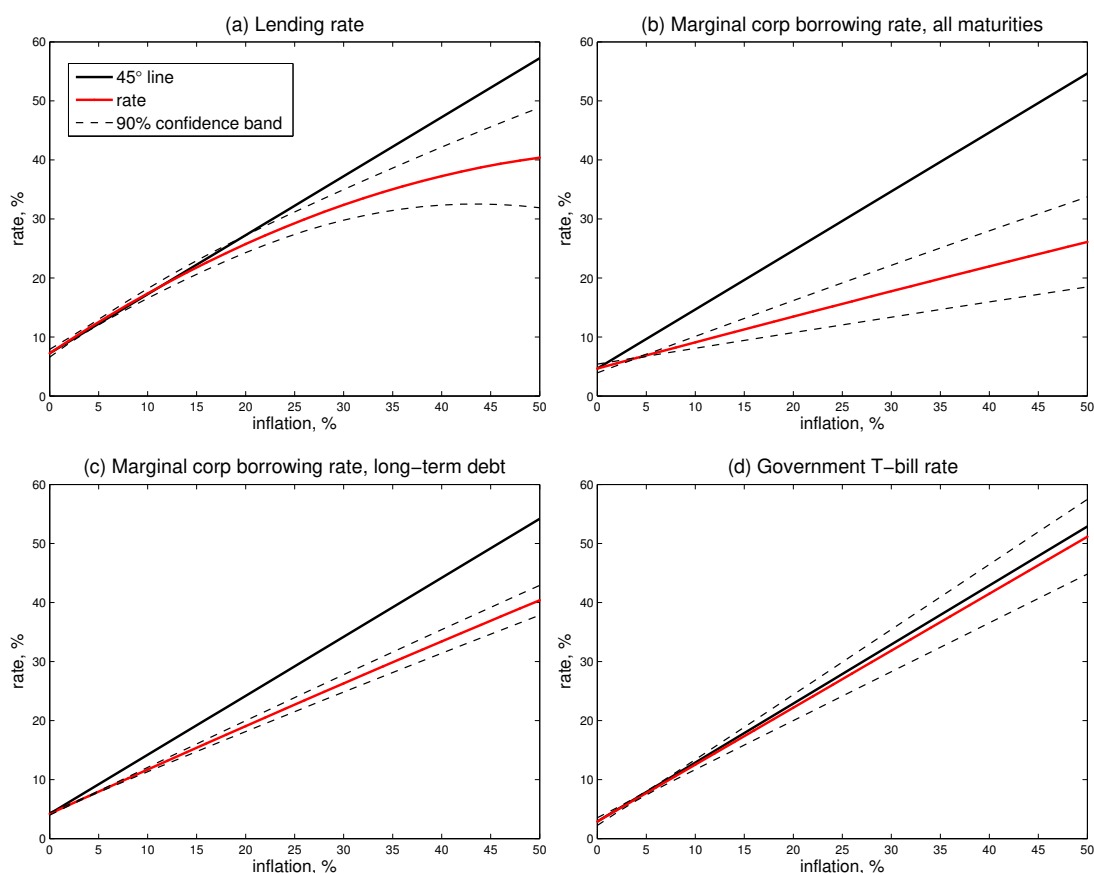 (a) Lending rate
60
50
40
30
20
10
0
rate, %
45° line
rate
90% confidence band
0 5 10 15 20 25 30 35 40 45 50
inflation, %
(b) Marginal corp borrowing rate, all maturities
60
50
40
30
20
10
0
rate, %
0 5 10 15 20 25 30 35 40 45 50
inflation, %
(c) Marginal corp borrowing rate, long−term debt
60
50
40
30
20
10
0
rate, %
0 5 10 15 20 25 30 35 40 45 50
inflation, %
(d) Government T−bill rate
60
50
40
30
20
10
0
rate, %
0 5 10 15 20 25 30 35 40 45 50
inflation, %